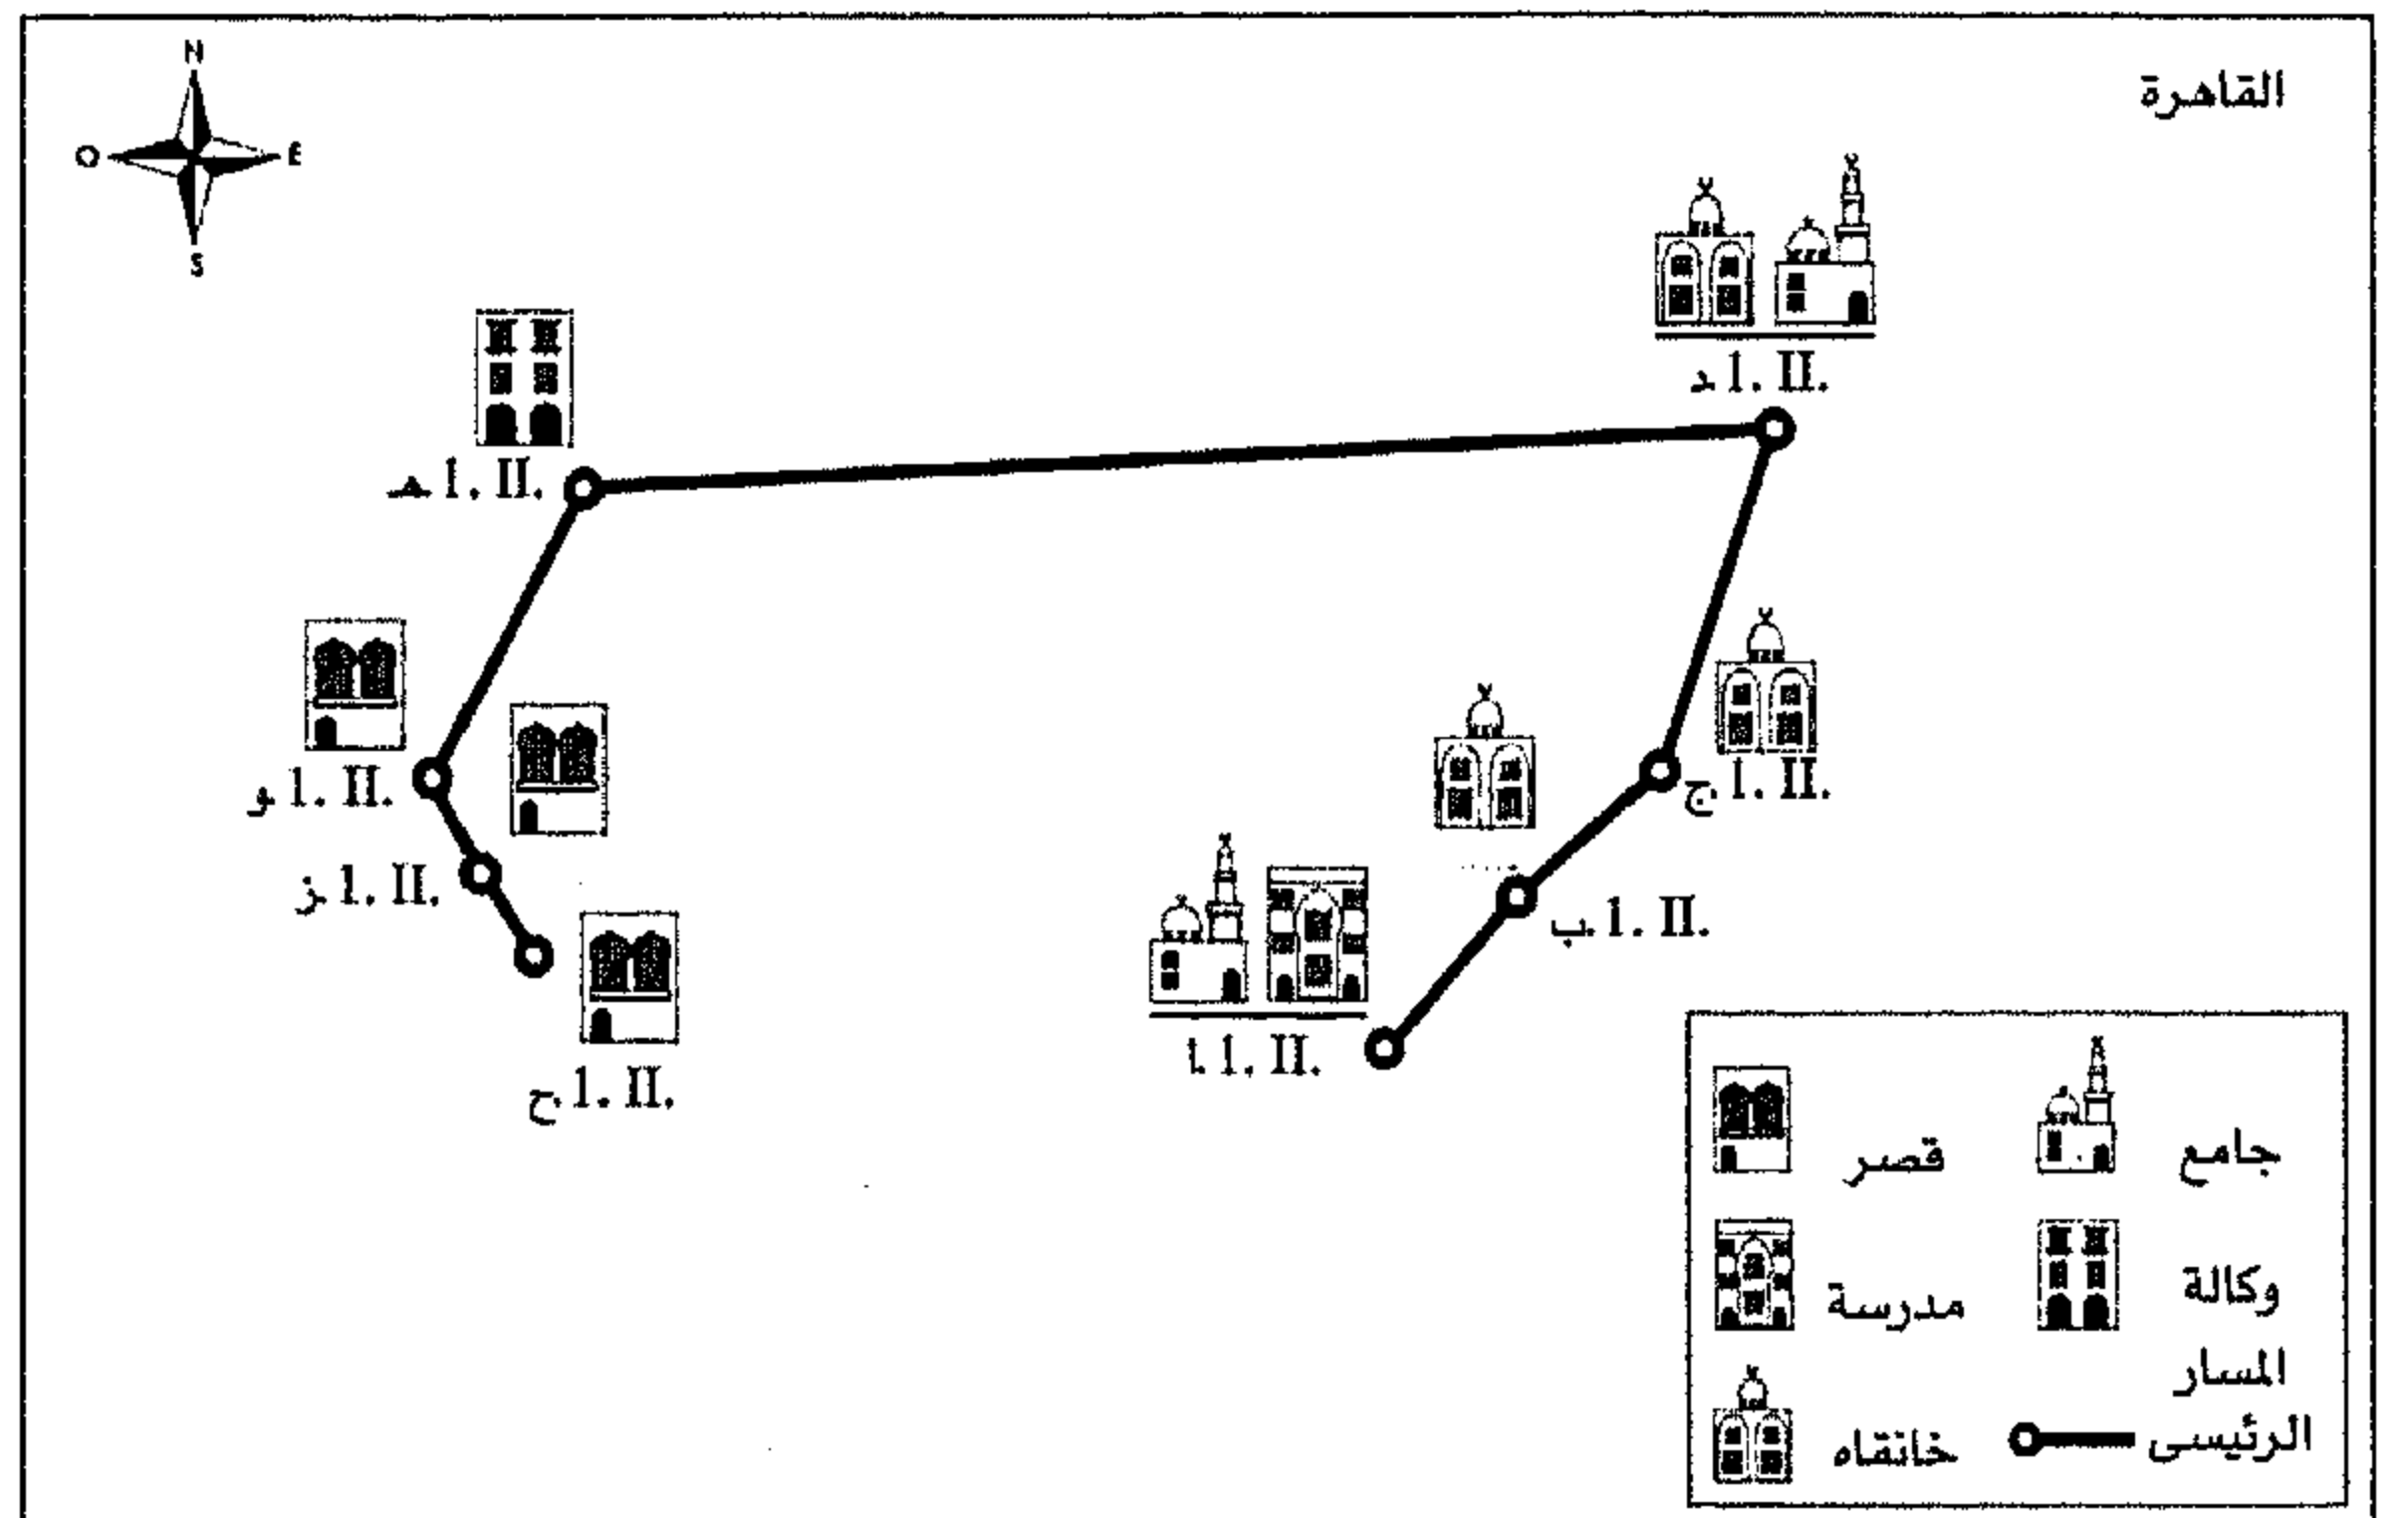 القاهرة
N
O E
S
II. 1. د
II. 1. هـ
II. 1. ج
II. 1. و
II. 1. ز
II. 1. ب
II. 1. ا
II. 1. ح
جامع
قصر
وكالة
مدرسة
المسار
الرئيسى
خانقاه